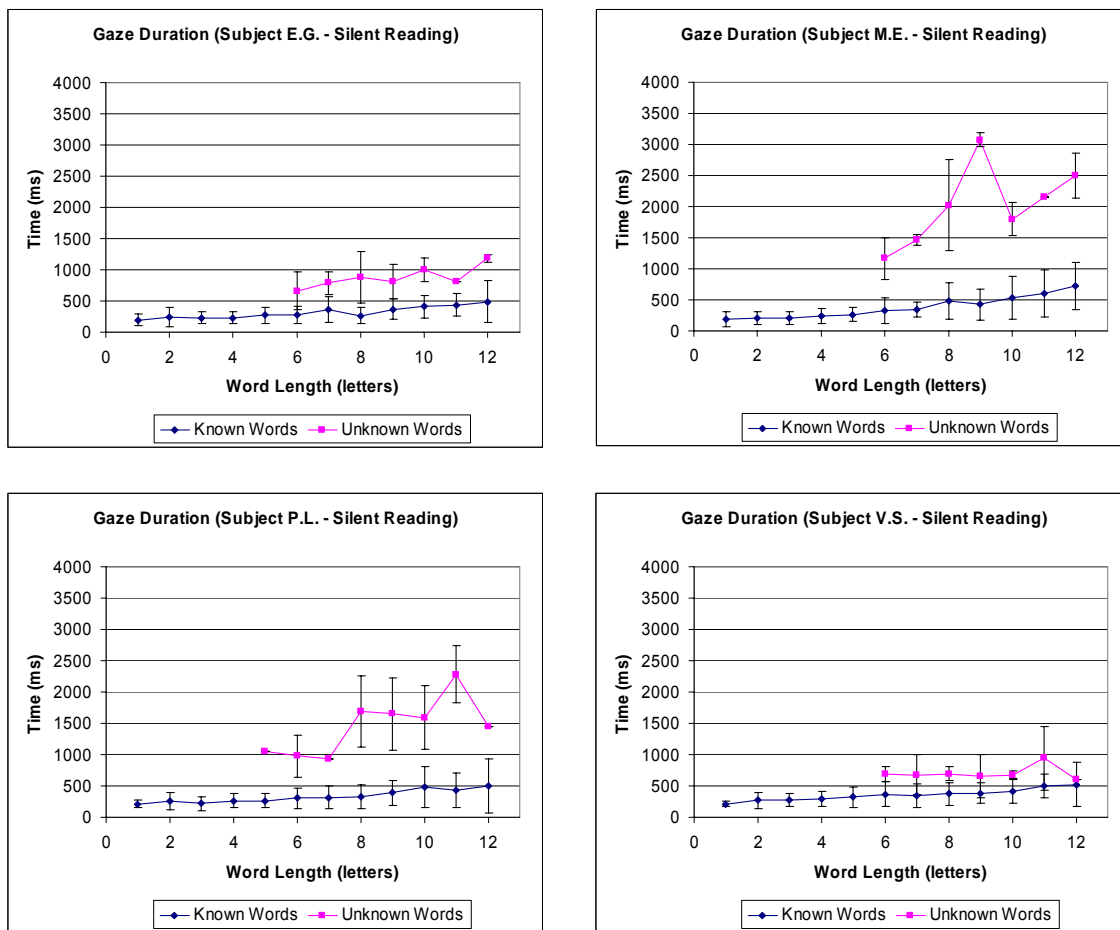 Gaze Duration (Subject E.G. - Silent Reading)
4000
3500
3000
2500
2000
1500
1000
500
0
0 2 4 6 8 10 12
Time (ms)
Word Length (letters)
Known Words Unknown Words
Gaze Duration (Subject M.E. - Silent Reading)
4000
3500
3000
2500
2000
1500
1000
500
0
0 2 4 6 8 10 12
Time (ms)
Word Length (letters)
Known Words Unknown Words
Gaze Duration (Subject P.L. - Silent Reading)
4000
3500
3000
2500
2000
1500
1000
500
0
0 2 4 6 8 10 12
Time (ms)
Word Length (letters)
Known Words Unknown Words
Gaze Duration (Subject V.S. - Silent Reading)
4000
3500
3000
2500
2000
1500
1000
500
0
0 2 4 6 8 10 12
Time (ms)
Word Length (letters)
Known Words Unknown Words